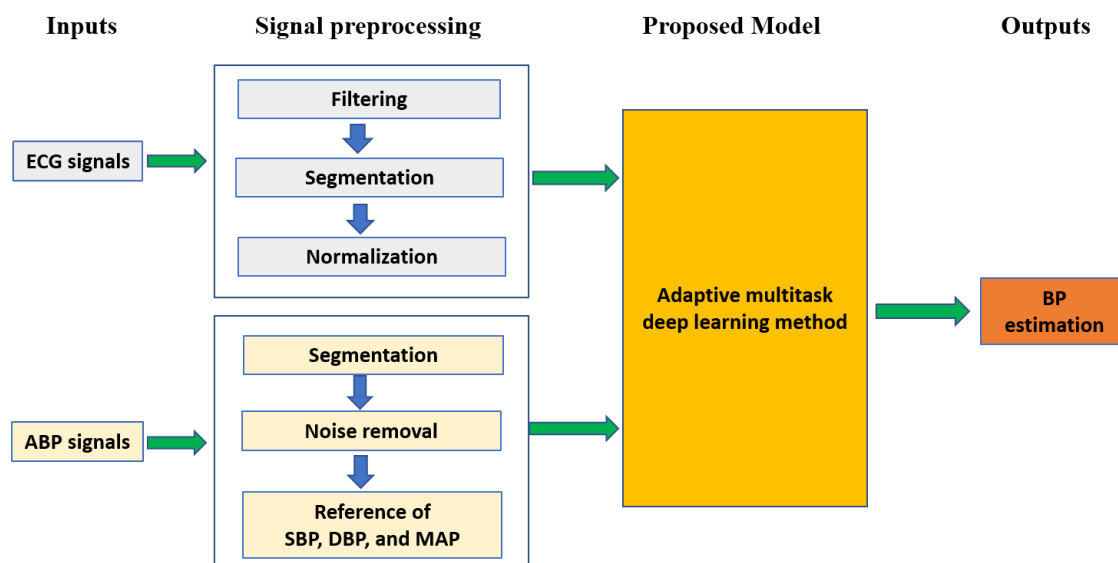 Inputs
Signal preprocessing
Proposed Model
Outputs
ECG signals
Filtering
Segmentation
Normalization
ABP signals
Segmentation
Noise removal
Reference of
SBP, DBP, and MAP
Adaptive multitask
deep learning method
BP
estimation